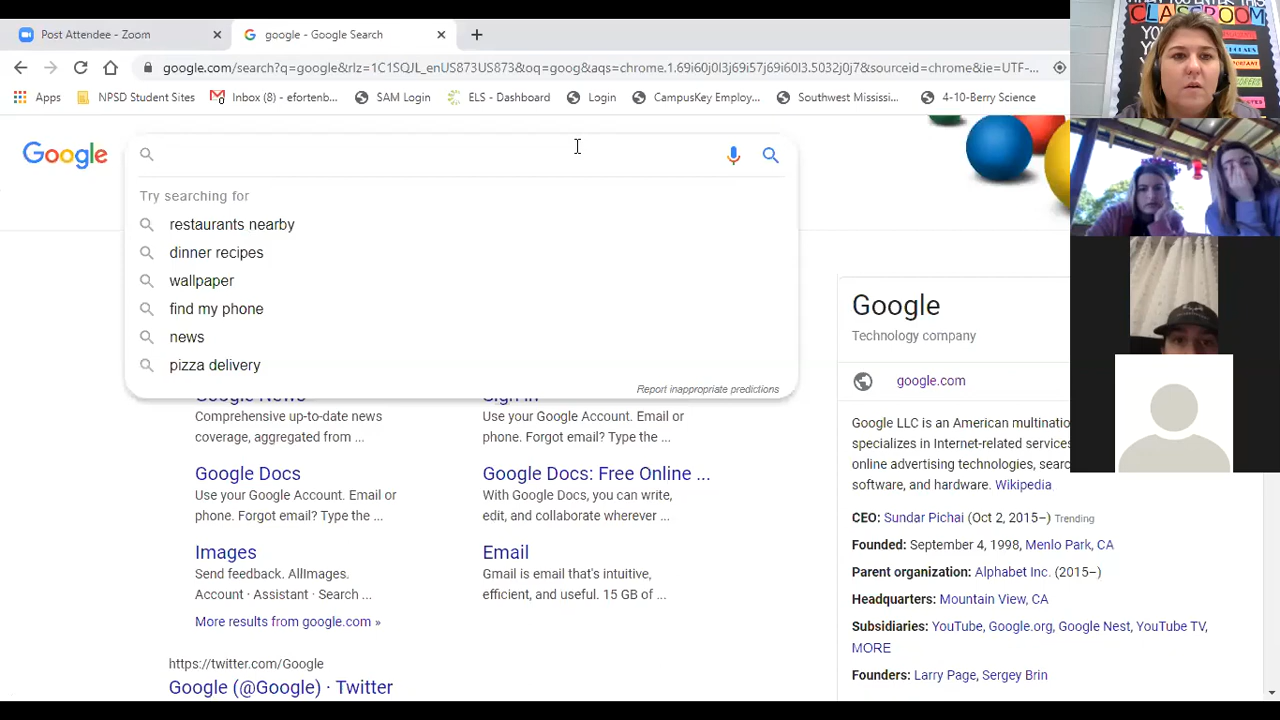 Post Attendee - Zoom
google - Google Search
google.com/search?q=google&rlz=1C1SQJL_enUS873US873&oq=goog&aqs=chrome.1.69i60j0l3j69i57j69i60l3.5032j0j7&sourceid=chrome&ie=UTF-...
Apps
NPSD Student Sites
Inbox (8) - efortenb...
SAM Login
ELS - Dashboard
Login
CampusKey Employ...
Southwest Mississi...
4-10-Berry Science
CLASSROOM
Google
Try searching for
restaurants nearby
dinner recipes
wallpaper
find my phone
news
pizza delivery
Report inappropriate predictions
Google News
Comprehensive up-to-date news
coverage, aggregated from ...
Sign in
Use your Google Account. Email or
phone. Forgot email? Type the ...
Google Docs
Use your Google Account. Email or
phone. Forgot email? Type the ...
Google Docs: Free Online ...
With Google Docs, you can write,
edit, and collaborate wherever ...
Images
Send feedback. AllImages.
Account · Assistant · Search ...
Email
Gmail is email that's intuitive,
efficient, and useful. 15 GB of ...
More results from google.com »
https://twitter.com/Google
Google (@Google) · Twitter
Google
Technology company
google.com
Google LLC is an American multinatio
specializes in Internet-related services
online advertising technologies, searc
software, and hardware. Wikipedia
CEO: Sundar Pichai (Oct 2, 2015–) Trending
Founded: September 4, 1998, Menlo Park, CA
Parent organization: Alphabet Inc. (2015–)
Headquarters: Mountain View, CA
Subsidiaries: YouTube, Google.org, Google Nest, YouTube TV,
MORE
Founders: Larry Page, Sergey Brin